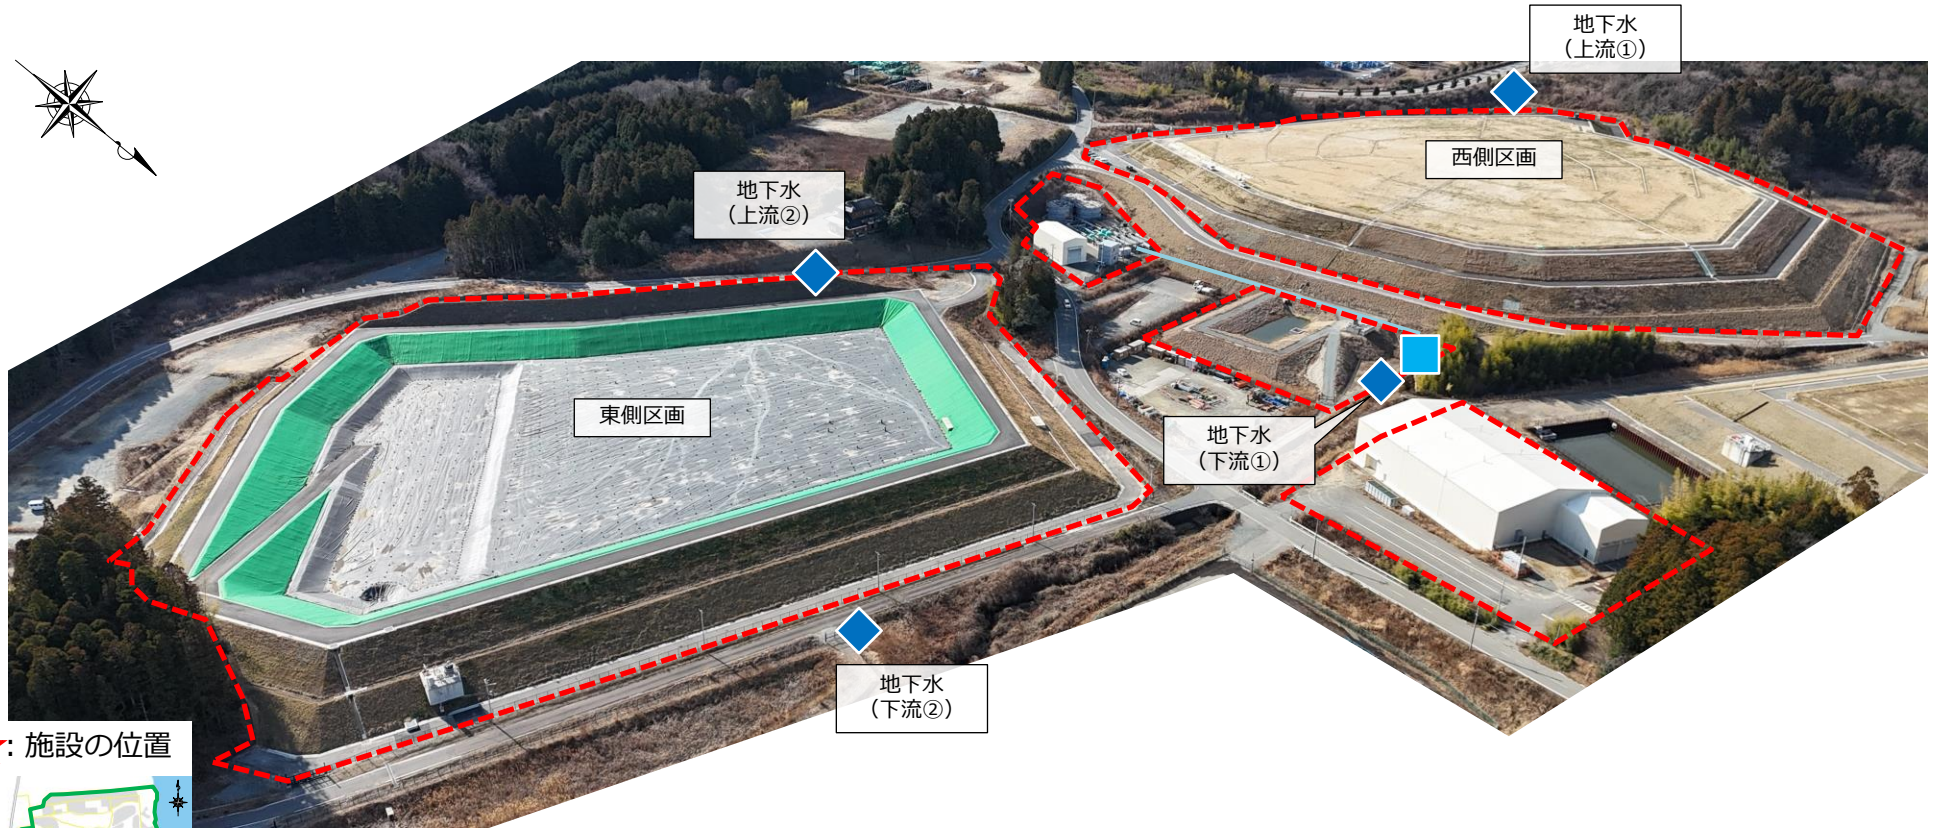 地下水
(上流①)
西側区画
地下水
(上流②)
東側区画
地下水
(下流①)
地下水
(下流②)
: 施設の位置